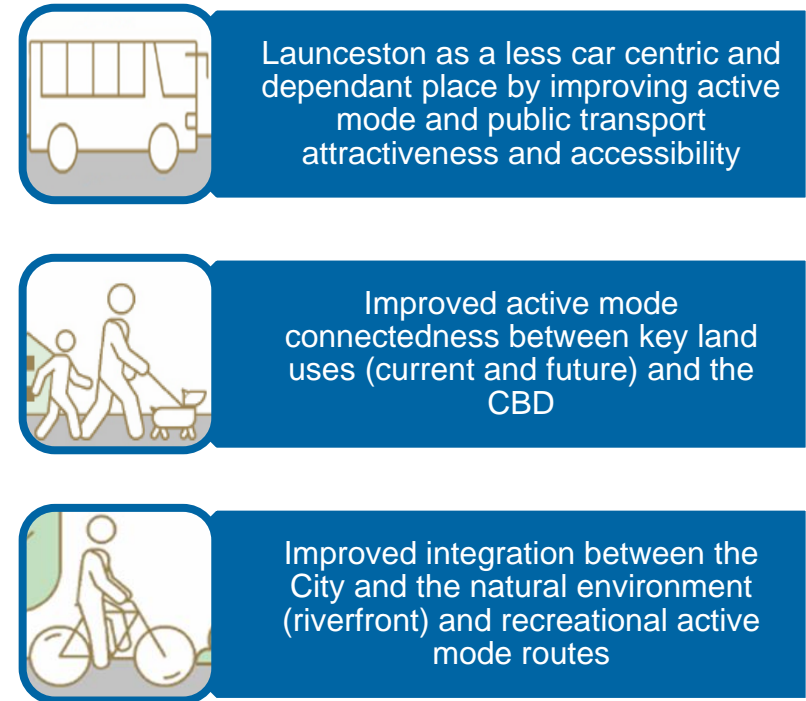 Launceston as a less car centric and
dependant place by improving active
mode and public transport
attractiveness and accessibility
Improved active mode
connectedness between key land
uses (current and future) and the
CBD
Improved integration between the
City and the natural environment
(riverfront) and recreational active
mode routes